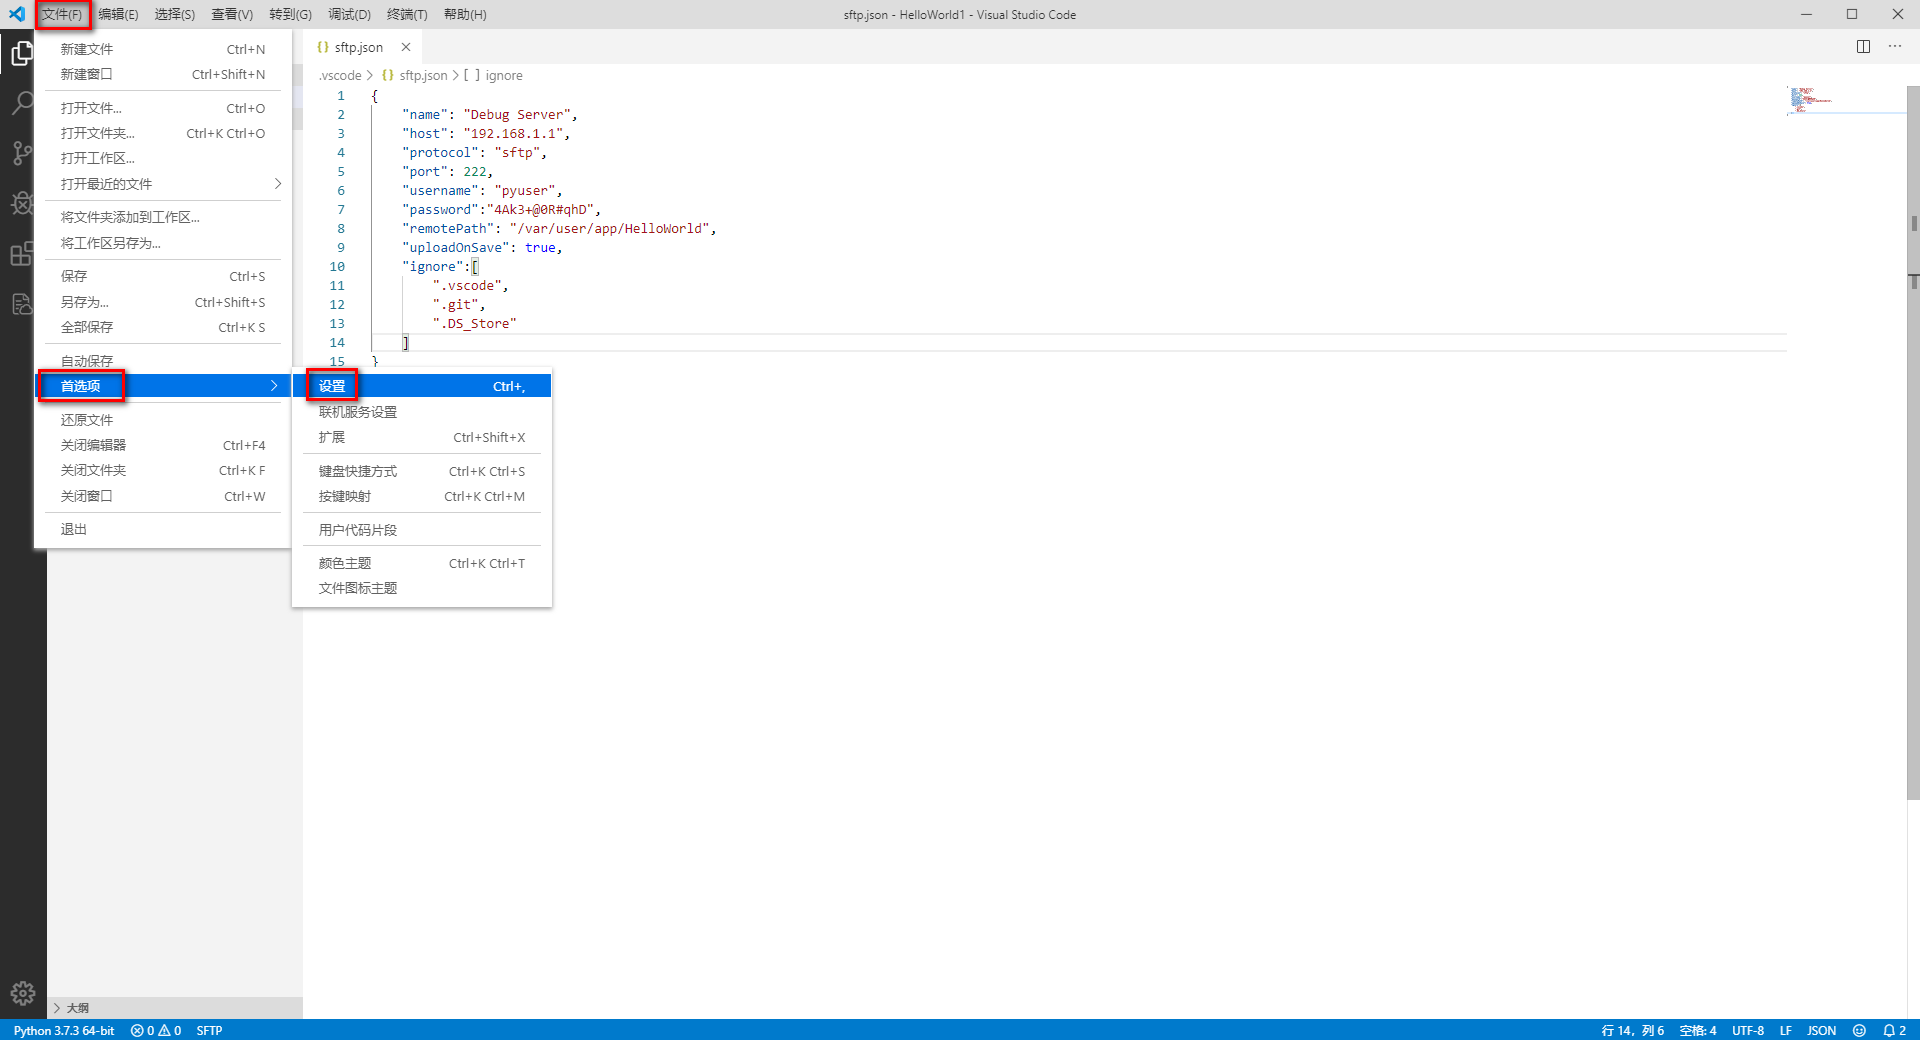 文件(F) 编辑(E) 选择(S) 查看(V) 转到(G) 调试(D) 终端(T) 帮助(H) sftp.json - HelloWorld1 - Visual Studio Code
新建文件 Ctrl+N
新建窗口 Ctrl+Shift+N
打开文件... Ctrl+O
打开文件夹... Ctrl+K Ctrl+O
打开工作区...
打开最近的文件
将文件夹添加到工作区...
将工作区另存为...
保存 Ctrl+S
另存为... Ctrl+Shift+S
全部保存 Ctrl+K S
自动保存
首选项
还原文件
关闭编辑器 Ctrl+F4
关闭文件夹 Ctrl+K F
关闭窗口 Ctrl+W
退出
设置 Ctrl+,
联机服务设置
扩展 Ctrl+Shift+X
键盘快捷方式 Ctrl+K Ctrl+S
按键映射 Ctrl+K Ctrl+M
用户代码片段
颜色主题 Ctrl+K Ctrl+T
文件图标主题
{} sftp.json
.vscode > {} sftp.json > [ ] ignore
1 {
2 "name": "Debug Server",
3 "host": "192.168.1.1",
4 "protocol": "sftp",
5 "port": 222,
6 "username": "pyuser",
7 "password":"4Ak3+@0R#qhD",
8 "remotePath": "/var/user/app/HelloWorld",
9 "uploadOnSave": true,
10 "ignore":[
11 ".vscode",
12 ".git",
13 ".DS_Store"
14 ]
15 }
大纲
Python 3.7.3 64-bit 0 0 SFTP 行 14，列 6 空格: 4 UTF-8 LF JSON 2